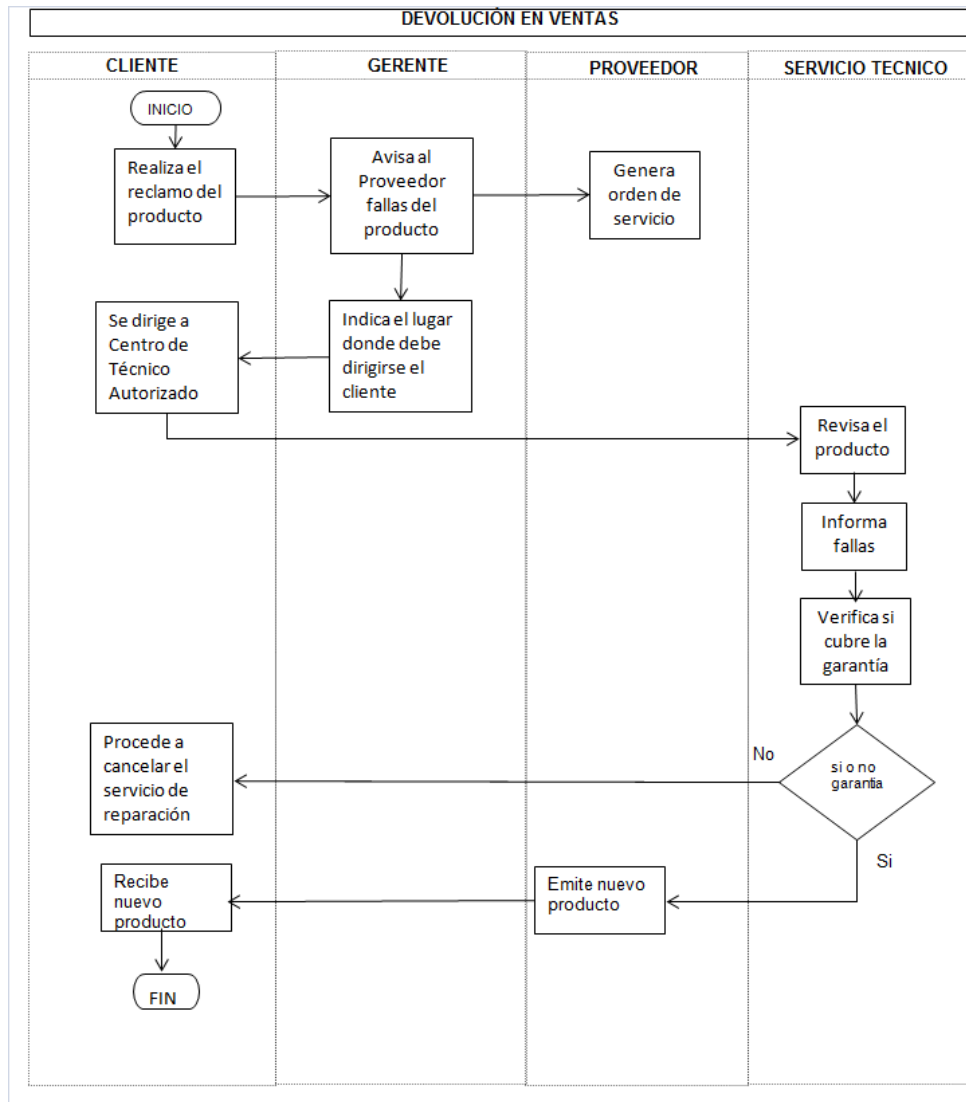 DEVOLUCIÓN EN VENTAS
CLIENTE
GERENTE
PROVEEDOR
SERVICIO TECNICO
INICIO
Realiza el
reclamo del
producto
Avisa al
Proveedor
fallas del
producto
Genera
orden de
servicio
Se dirige a
Centro de
Técnico
Autorizado
Indica el lugar
donde debe
dirigirse el
cliente
Revisa el
producto
Informa
fallas
Verifica si
cubre la
garantía
Procede a
cancelar el
servicio de
reparación
No
si o no
garantia
Si
Recibe
nuevo
producto
Emite nuevo
producto
FIN